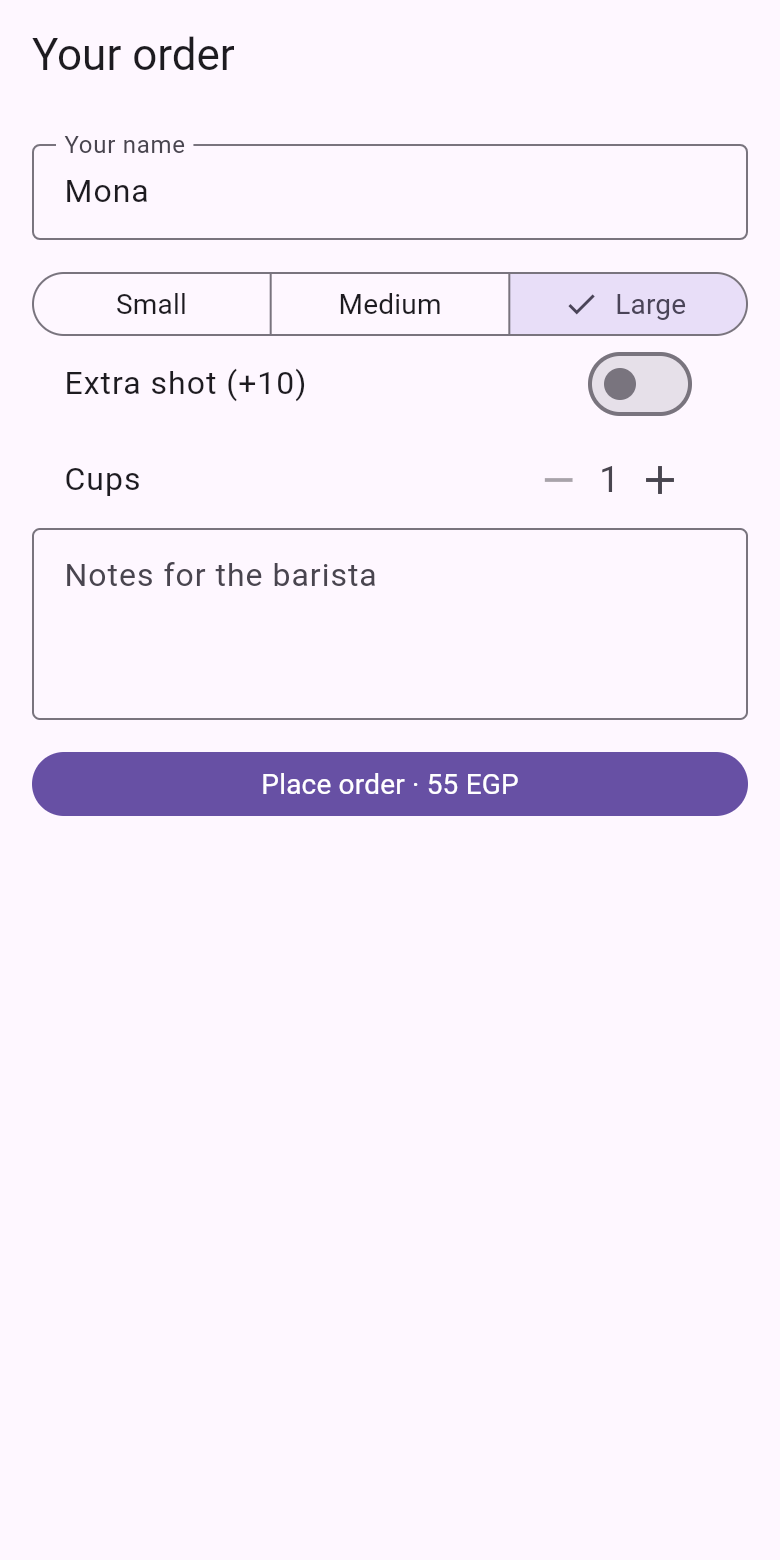 Your order
Your name
Mona
Small Medium Large
Extra shot (+10)
Cups 1
Notes for the barista
Place order · 55 EGP